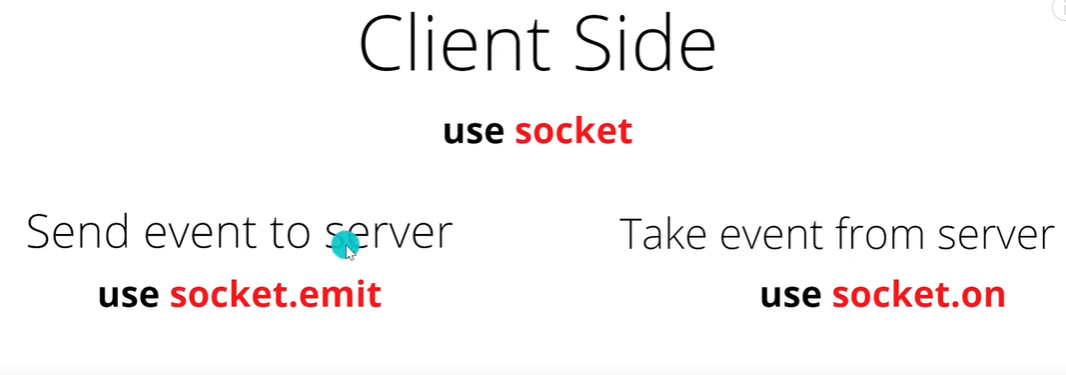 Client Side
use socket
Send event to server
use socket.emit
Take event from server
use socket.on